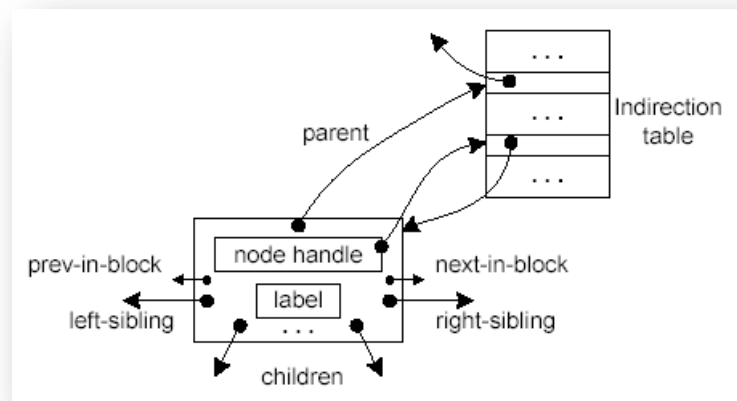 . . .
. . .
Indirection
table
. . .
parent
node handle
prev-in-block
next-in-block
label
left-sibling
. . .
right-sibling
children